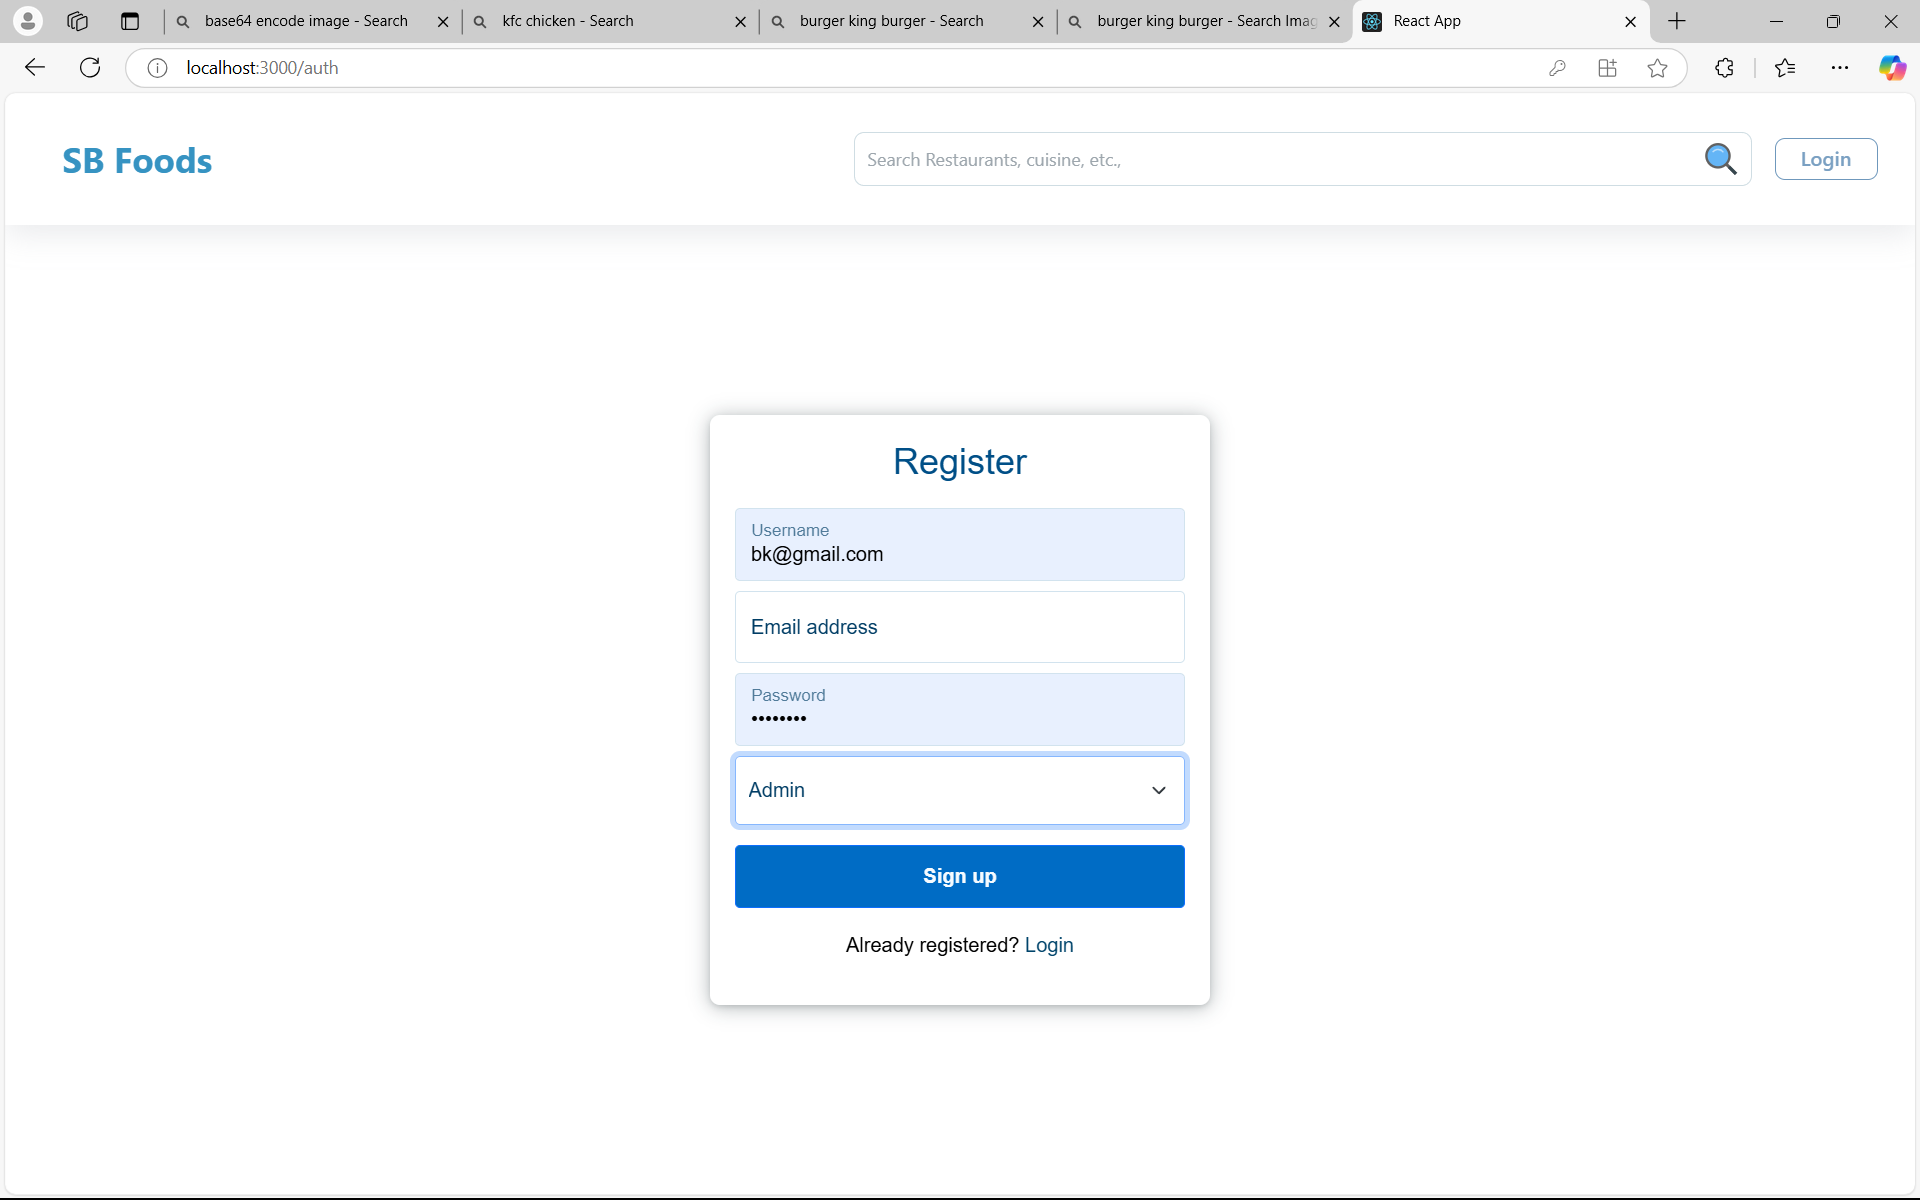 base64 encode image - Search
kfc chicken - Search
burger king burger - Search
burger king burger - Search Imag
React App
localhost:3000/auth
SB Foods
Search Restaurants, cuisine, etc.,
Login
Register
Username
bk@gmail.com
Email address
Password
••••••••
Admin
Sign up
Already registered? Login